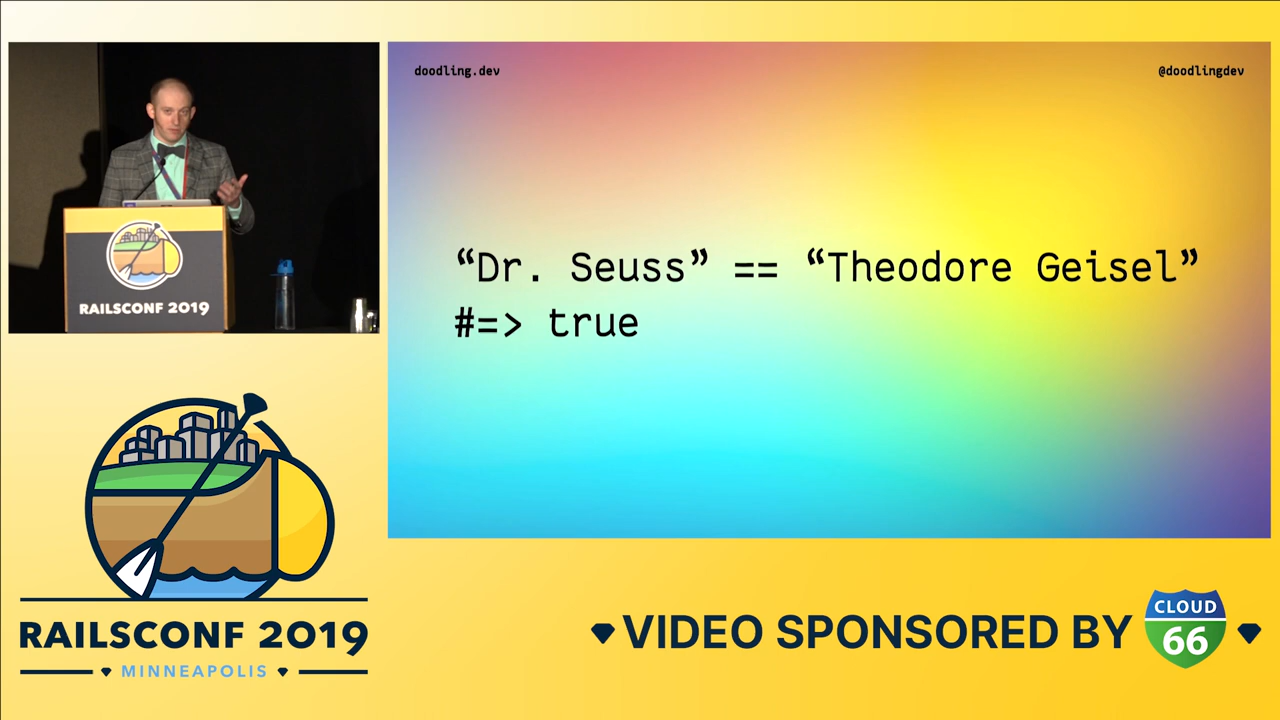 doodling.dev
@doodlingdev
“Dr. Seuss” == “Theodore Geisel”
#=> true
RAILSCONF 2019
RAILSCONF 2019
MINNEAPOLIS
VIDEO SPONSORED BY
CLOUD
66